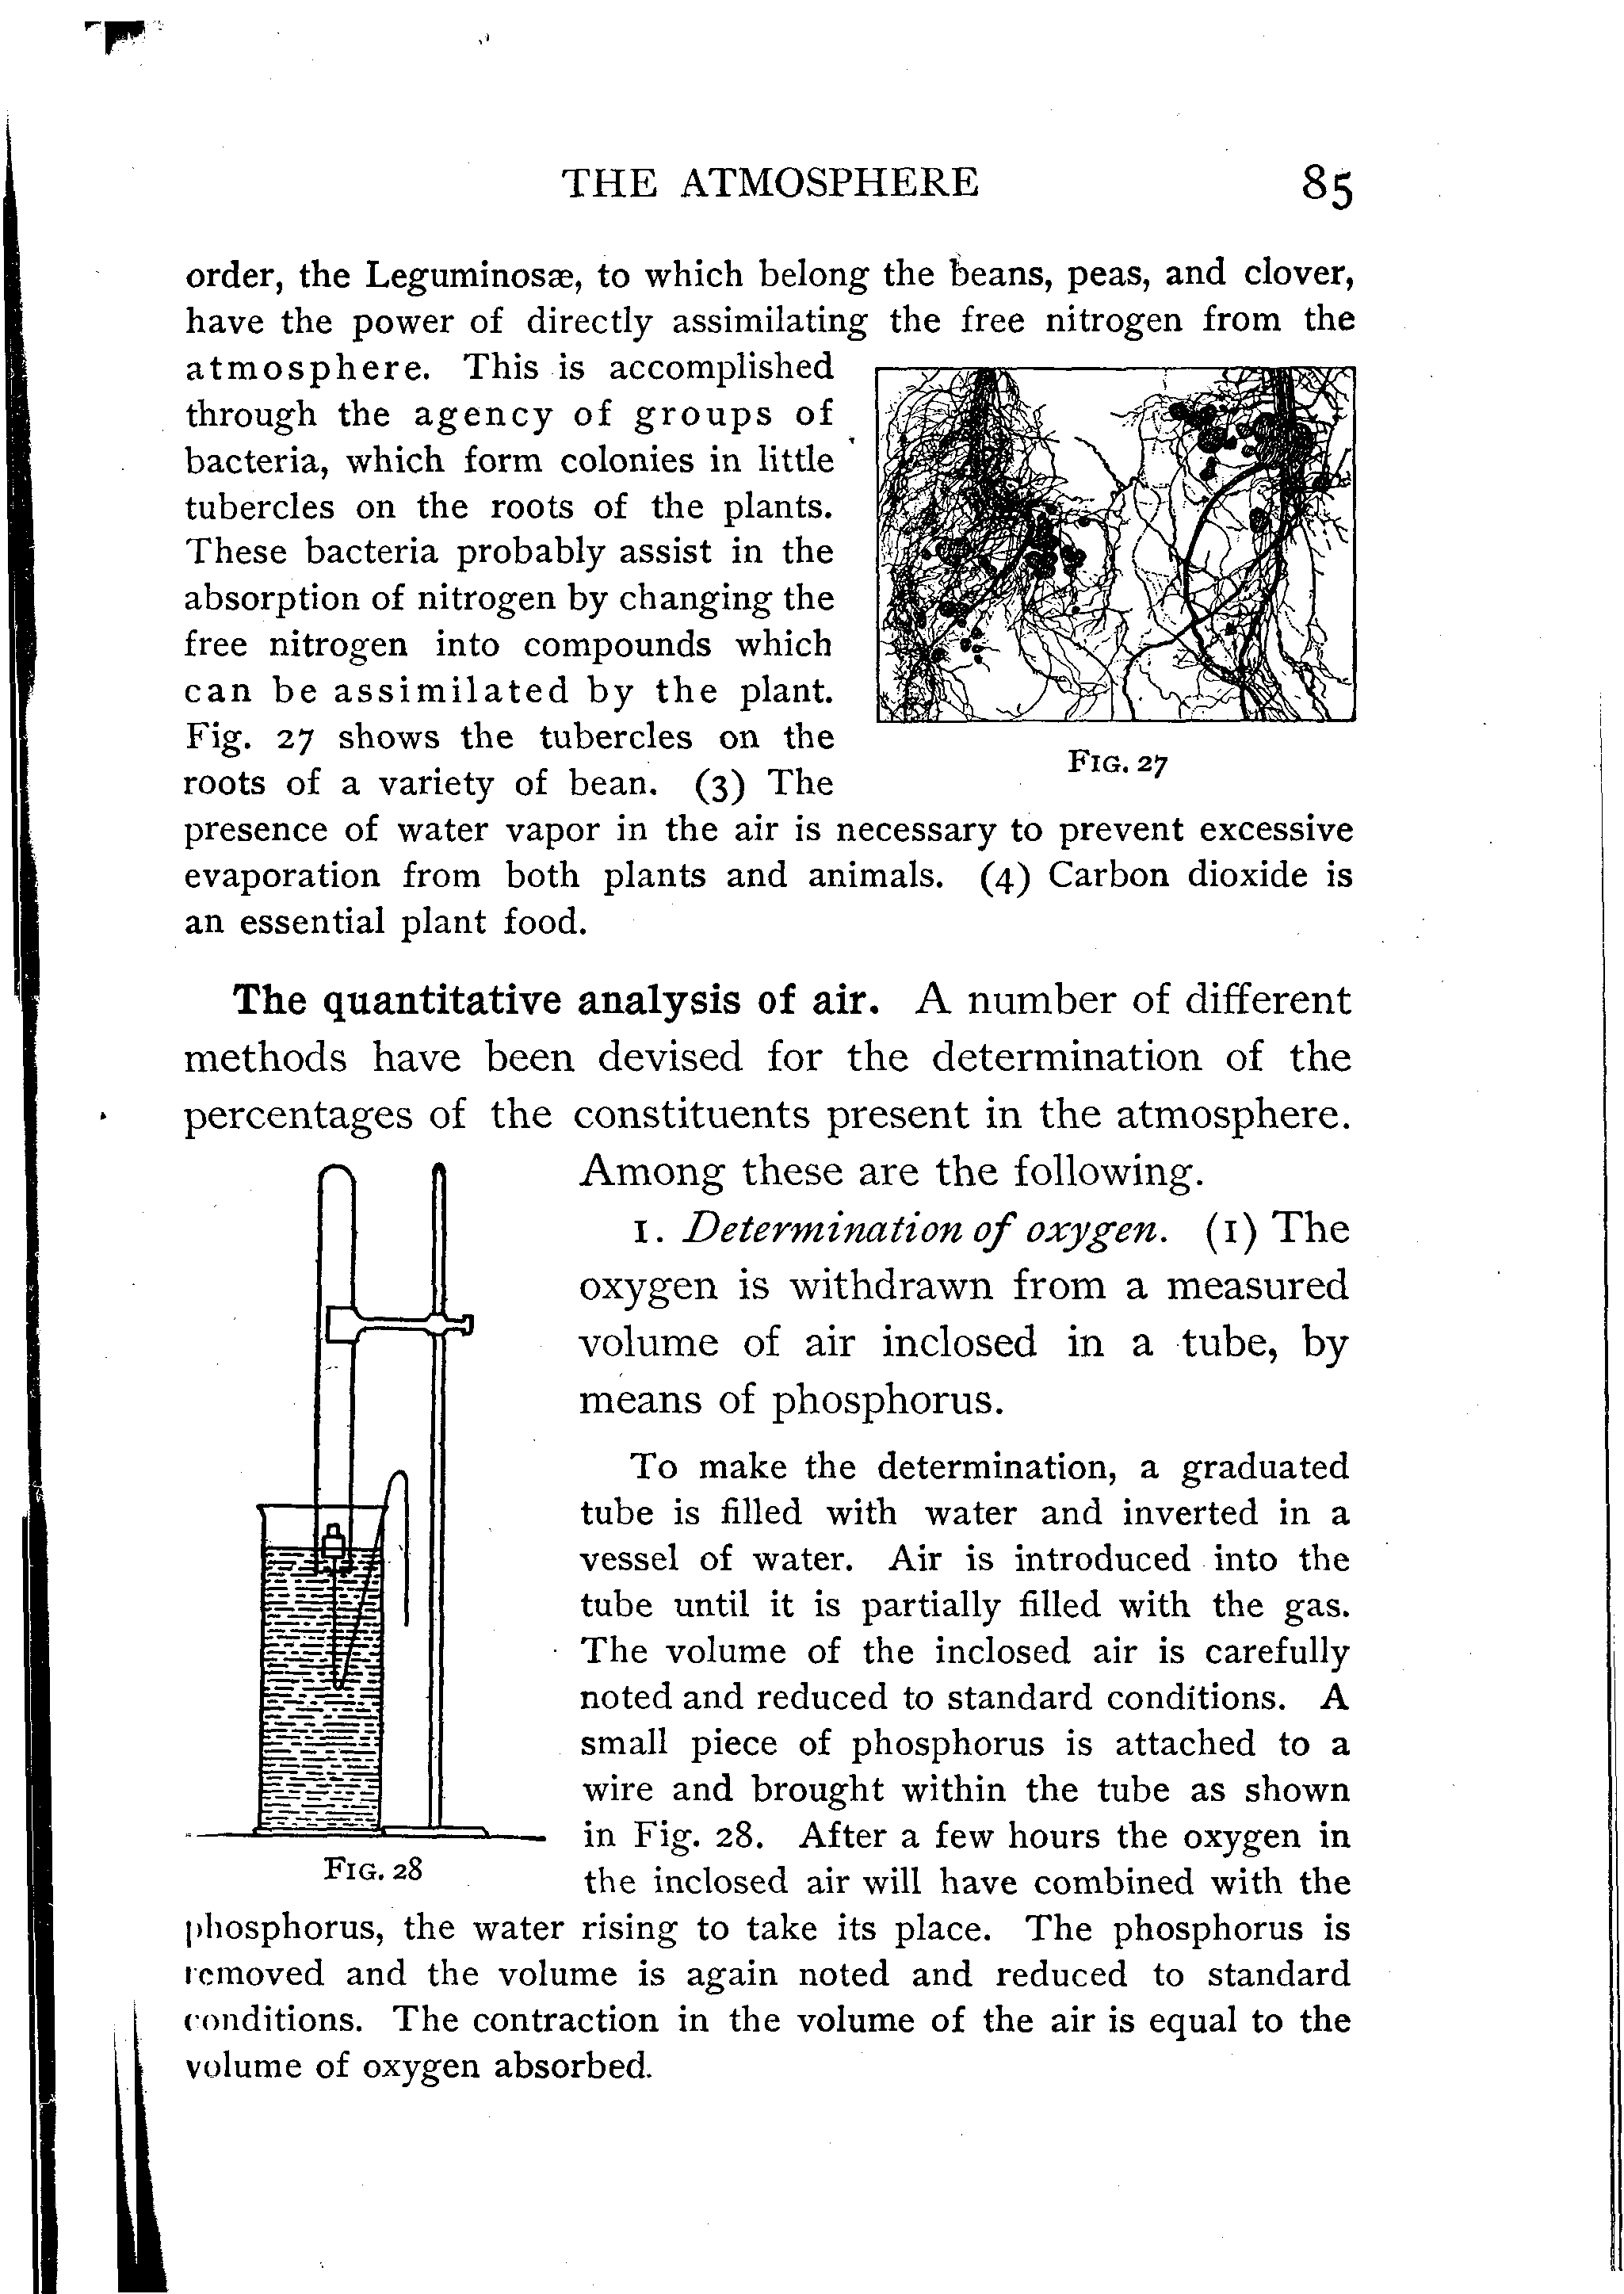 THE ATMOSPHERE 85
order, the Leguminosæ, to which belong the beans, peas, and clover,
have the power of directly assimilating the free nitrogen from the
atmosphere. This is accomplished
through the agency of groups of
bacteria, which form colonies in little
tubercles on the roots of the plants.
These bacteria probably assist in the
absorption of nitrogen by changing the
free nitrogen into compounds which
can be assimilated by the plant.
Fig. 27 shows the tubercles on the
roots of a variety of bean. (3) The
FIG. 27
presence of water vapor in the air is necessary to prevent excessive
evaporation from both plants and animals. (4) Carbon dioxide is
an essential plant food.
The quantitative analysis of air. A number of different
methods have been devised for the determination of the
percentages of the constituents present in the atmosphere.
Among these are the following.
1. Determination of oxygen. (1) The
oxygen is withdrawn from a measured
volume of air inclosed in a tube, by
means of phosphorus.
To make the determination, a graduated
tube is filled with water and inverted in a
vessel of water. Air is introduced into the
tube until it is partially filled with the gas.
The volume of the inclosed air is carefully
noted and reduced to standard conditions. A
small piece of phosphorus is attached to a
wire and brought within the tube as shown
in Fig. 28. After a few hours the oxygen in
FIG. 28
the inclosed air will have combined with the
phosphorus, the water rising to take its place. The phosphorus is
removed and the volume is again noted and reduced to standard
conditions. The contraction in the volume of the air is equal to the
volume of oxygen absorbed.